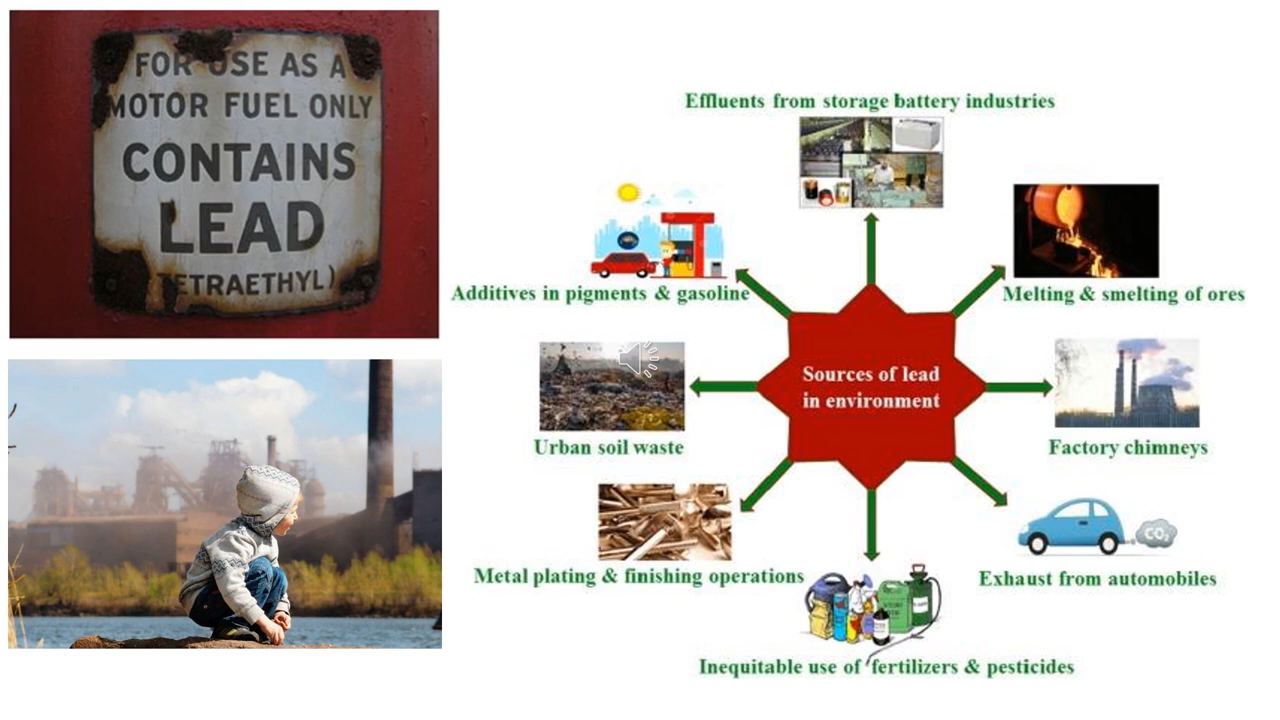 FOR USE AS A
MOTOR FUEL ONLY
CONTAINS
LEAD
ETRAETHYL)
Effluents from storage battery industries
Additives in pigments & gasoline
Melting & smelting of ores
Sources of lead
in environment
Urban soil waste
Factory chimneys
CO₂
Metal plating & finishing operations
Exhaust from automobiles
Inequitable use of fertilizers & pesticides